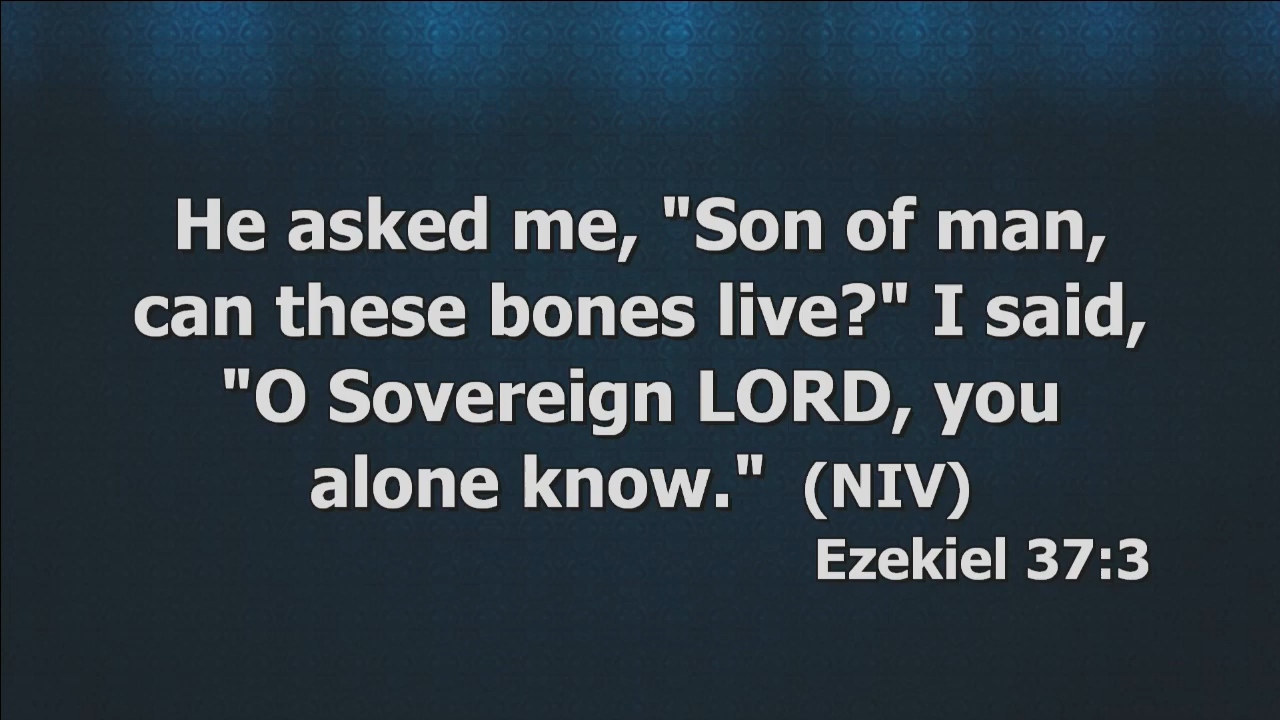 He asked me, "Son of man,
can these bones live?" I said,
"O Sovereign LORD, you
alone know." (NIV)
Ezekiel 37:3